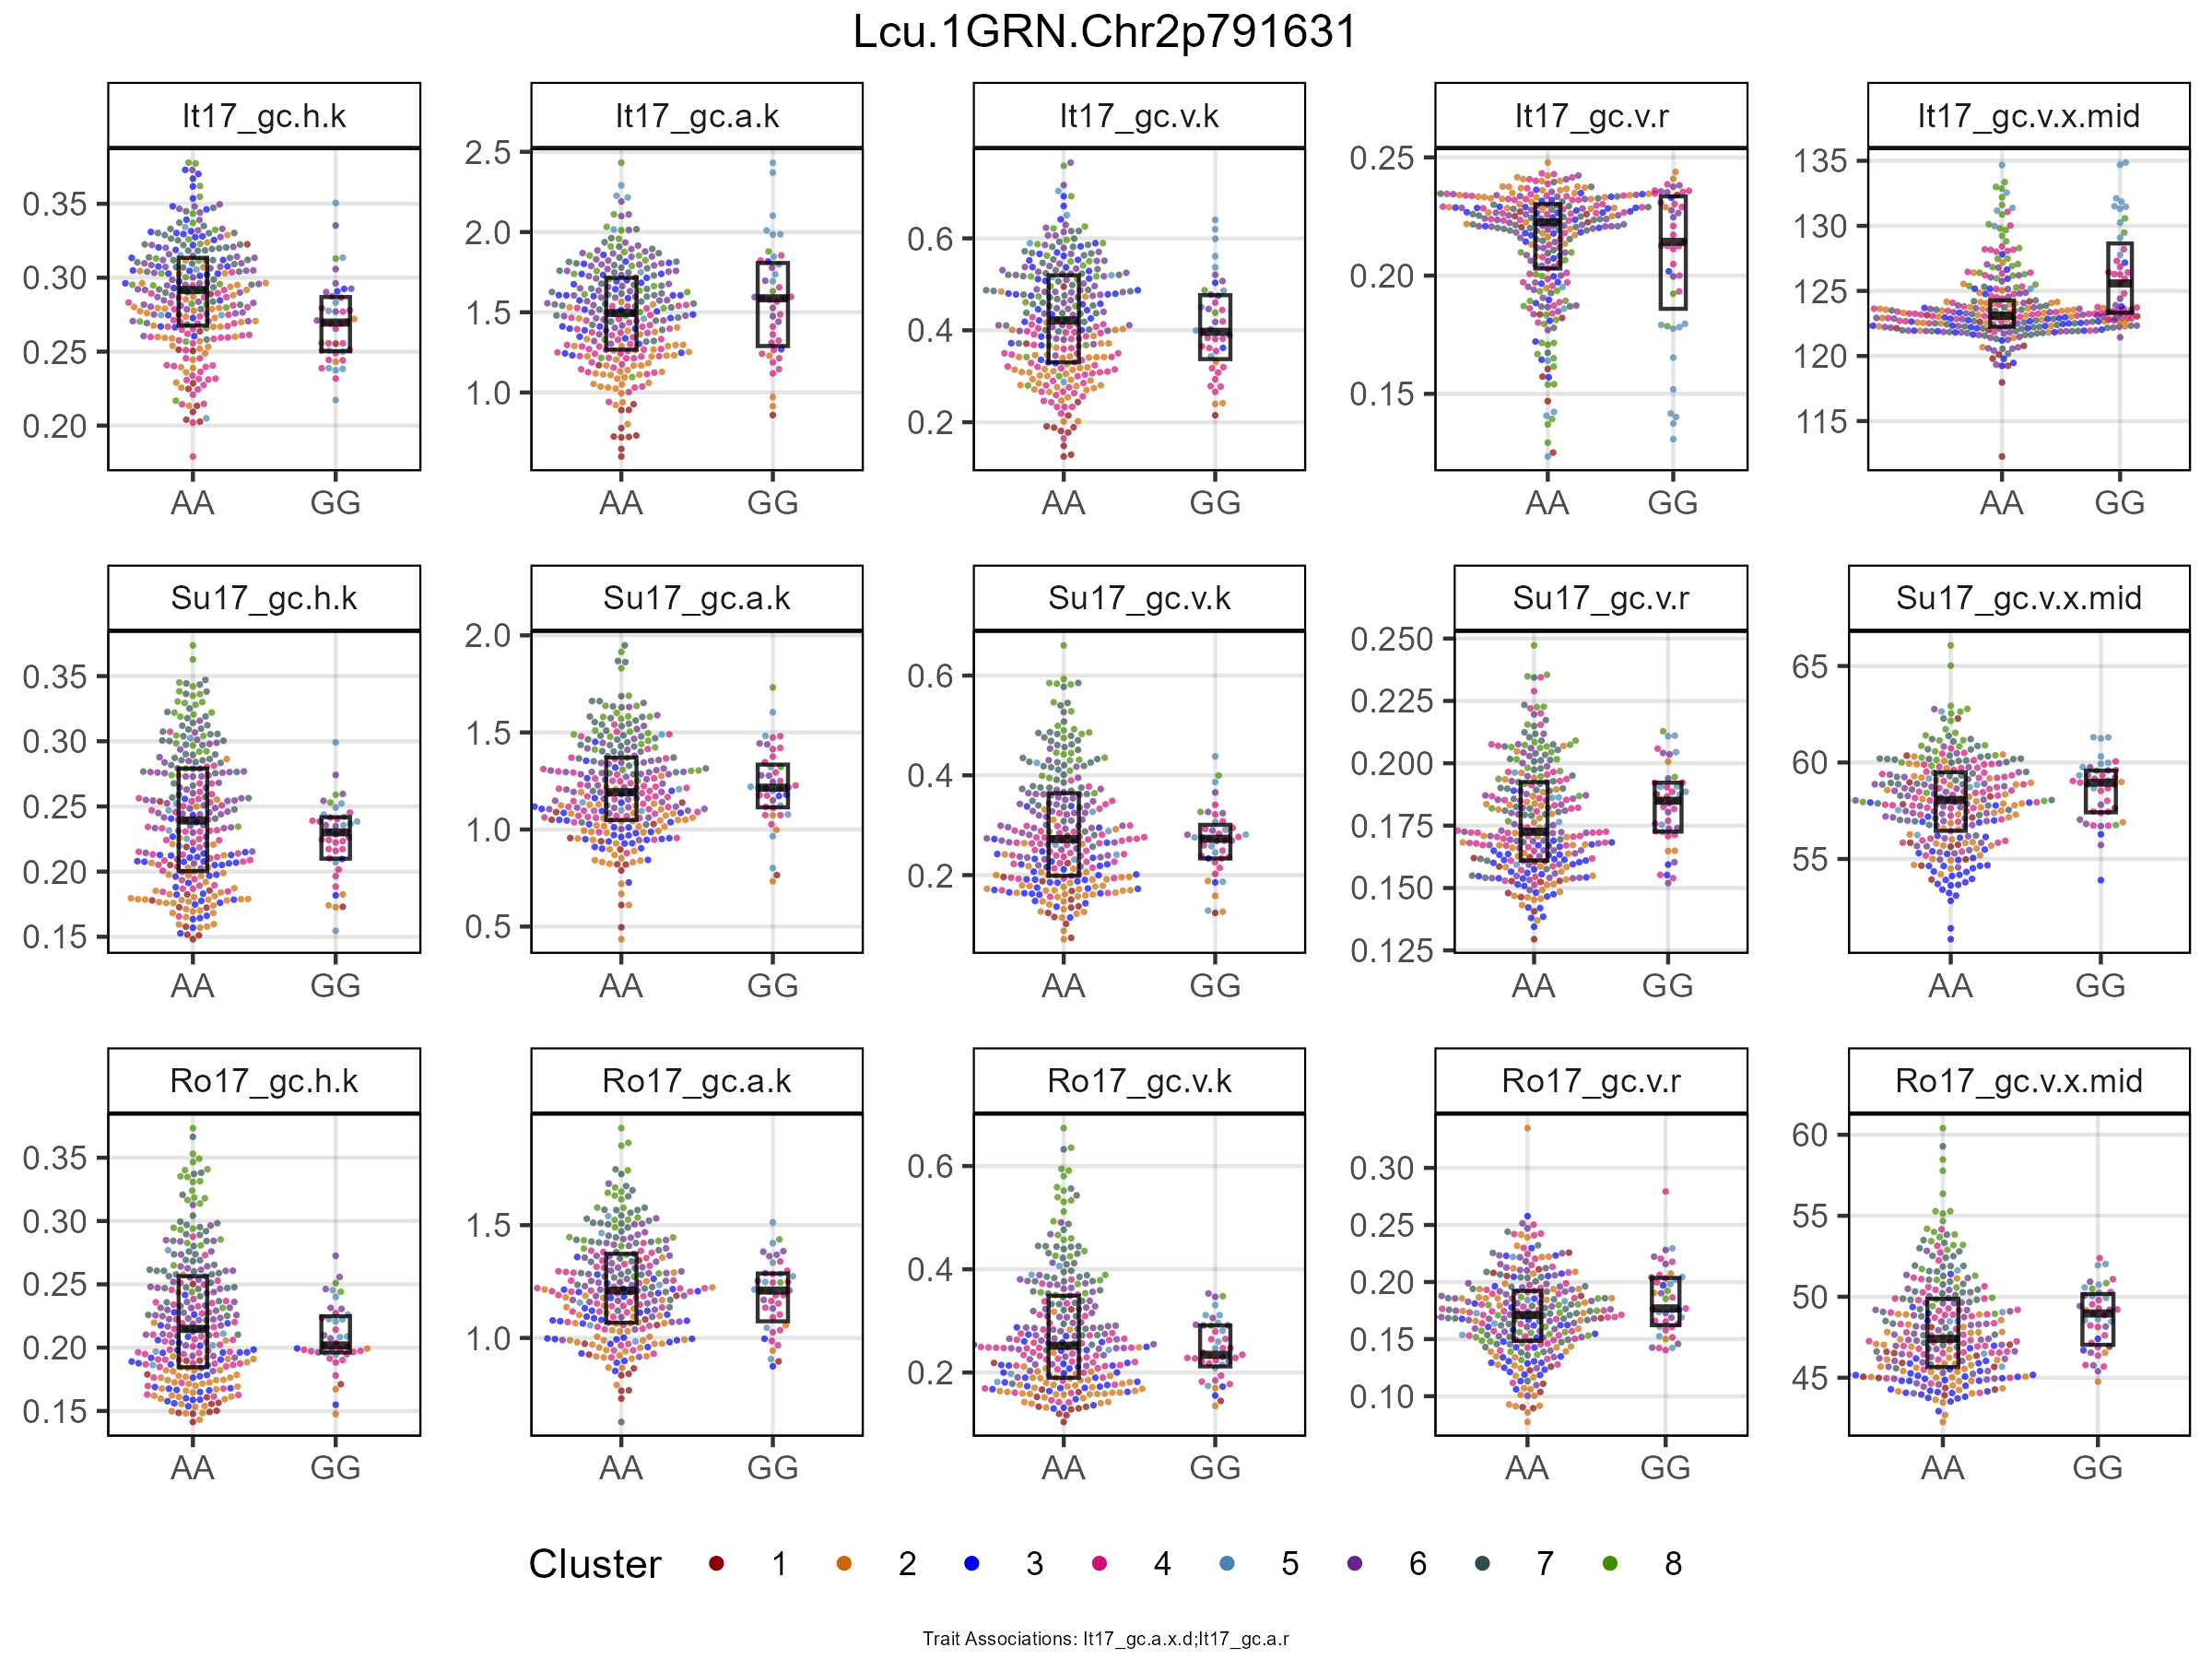 Lcu.1GRN.Chr2p791631
It17_gc.h.k It17_gc.a.k It17_gc.v.k It17_gc.v.r It17_gc.v.x.mid
0.35 0.30 0.25 0.20
2.5 2.0 1.5 1.0
0.6 0.4 0.2
0.25 0.20 0.15
135 130 125 120 115
AA GG AA GG AA GG AA GG AA GG
Su17_gc.h.k Su17_gc.a.k Su17_gc.v.k Su17_gc.v.r Su17_gc.v.x.mid
0.35 0.30 0.25 0.20 0.15
2.0 1.5 1.0 0.5
0.6 0.4 0.2
0.250 0.225 0.200 0.175 0.150 0.125
65 60 55
AA GG AA GG AA GG AA GG AA GG
Ro17_gc.h.k Ro17_gc.a.k Ro17_gc.v.k Ro17_gc.v.r Ro17_gc.v.x.mid
0.35 0.30 0.25 0.20 0.15
1.5 1.0
0.6 0.4 0.2
0.30 0.25 0.20 0.15 0.10
60 55 50 45
AA GG AA GG AA GG AA GG AA GG
Cluster 1 2 3 4 5 6 7 8
Trait Associations: It17_gc.a.x.d;It17_gc.a.r